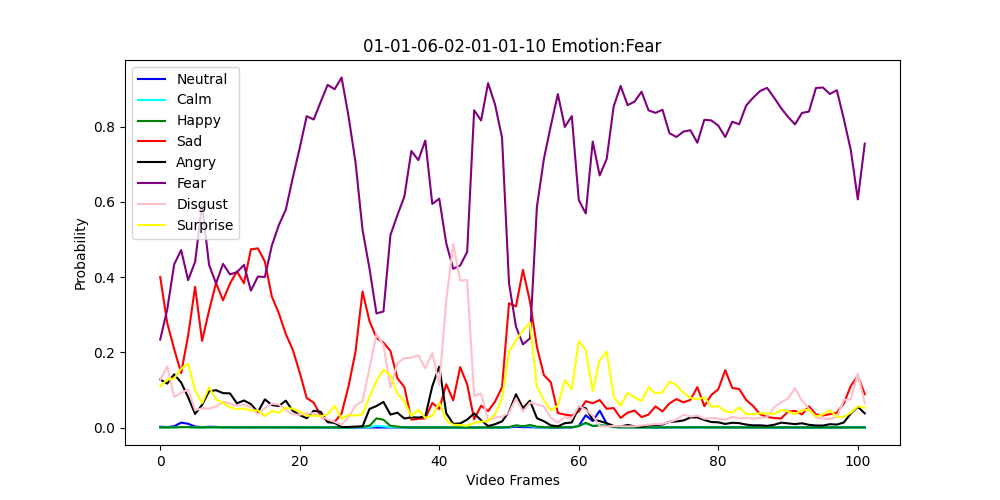 01-01-06-02-01-01-10 Emotion:Fear
Neutral
Calm
Happy
Sad
Angry
Fear
Disgust
Surprise
Probability
0.8
0.6
0.4
0.2
0.0
0 20 40 60 80 100
Video Frames